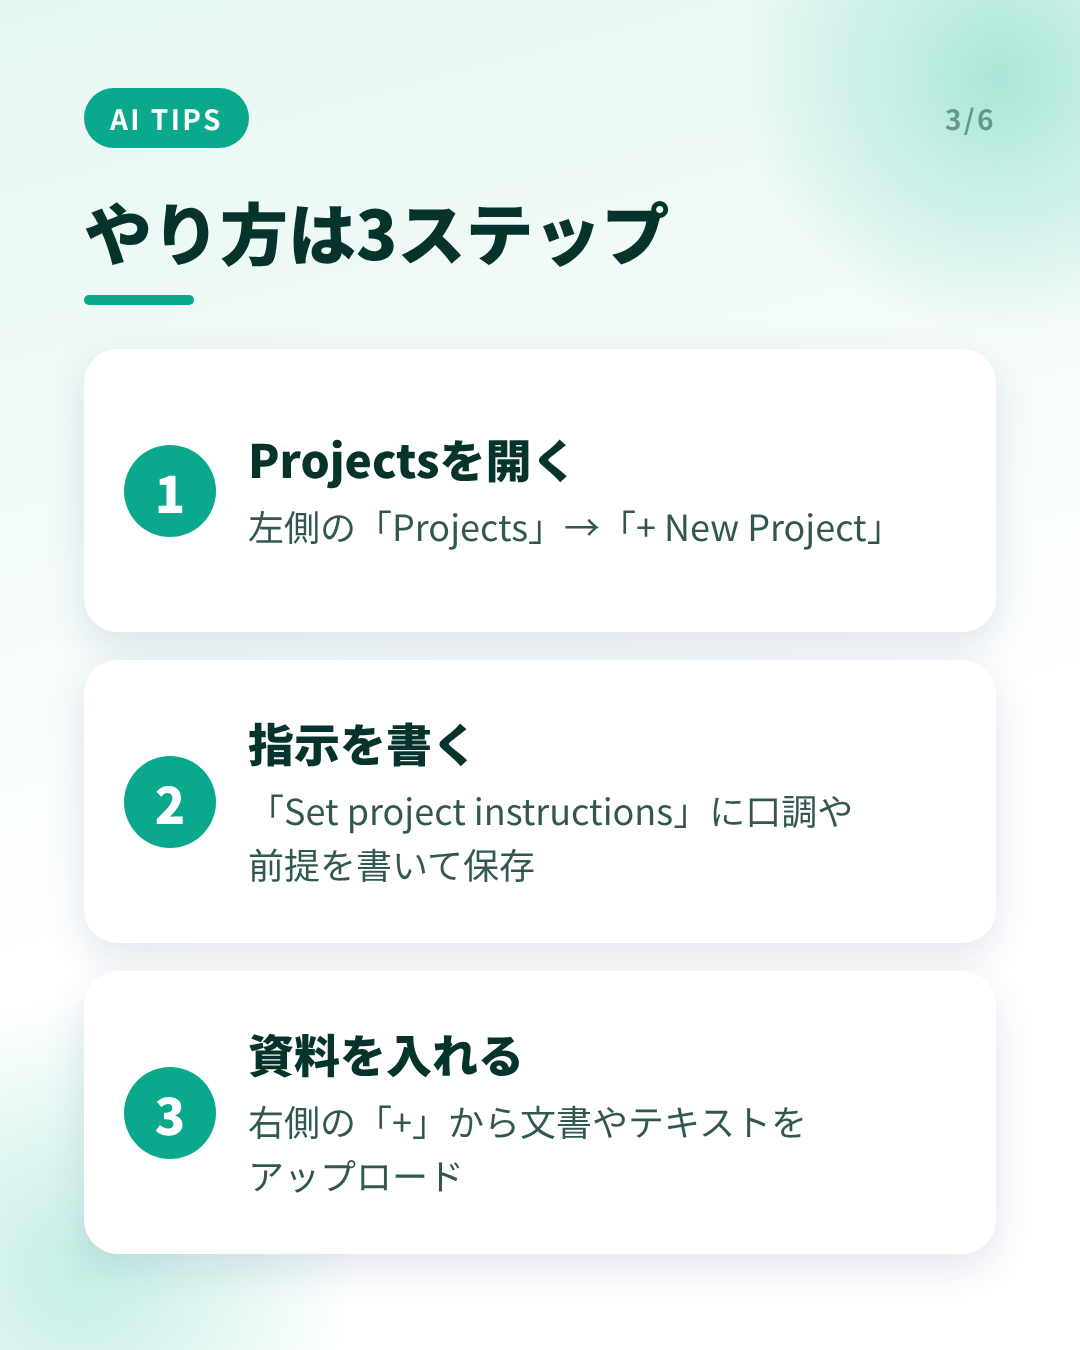 AI TIPS
3/6
やり方は3ステップ
1
Projectsを開く
左側の「Projects」→「+ New Project」
2
指示を書く
「Set project instructions」に口調や
前提を書いて保存
3
資料を入れる
右側の「+」から文書やテキストを
アップロード